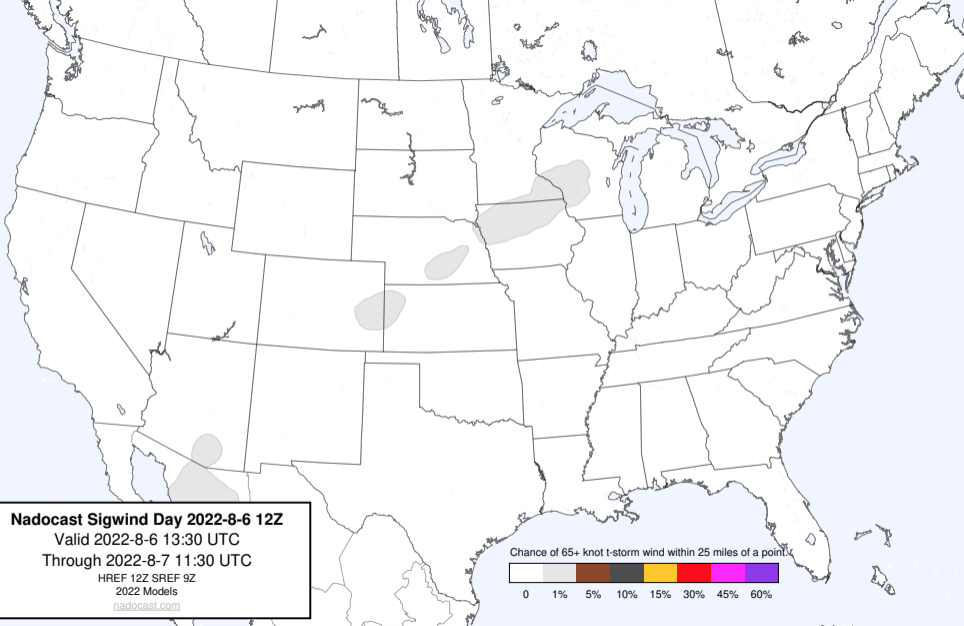 Nadocast Sigwind Day 2022-8-6 12Z
Valid 2022-8-6 13:30 UTC
Through 2022-8-7 11:30 UTC
HREF 12Z SREF 9Z
2022 Models
nadocast.com
Chance of 65+ knot t-storm wind within 25 miles of a point.
0 1% 5% 10% 15% 30% 45% 60%